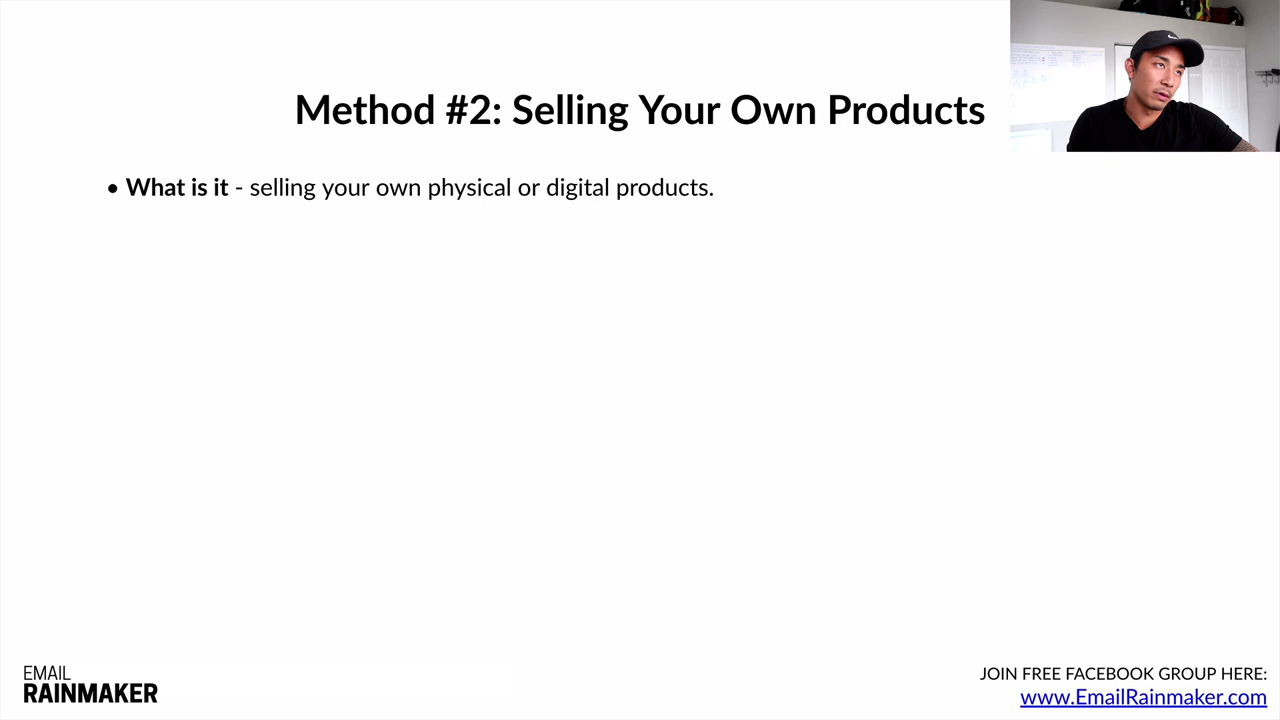 Method #2: Selling Your Own Products
• What is it - selling your own physical or digital products.
EMAIL
RAINMAKER
JOIN FREE FACEBOOK GROUP HERE:
www.EmailRainmaker.com